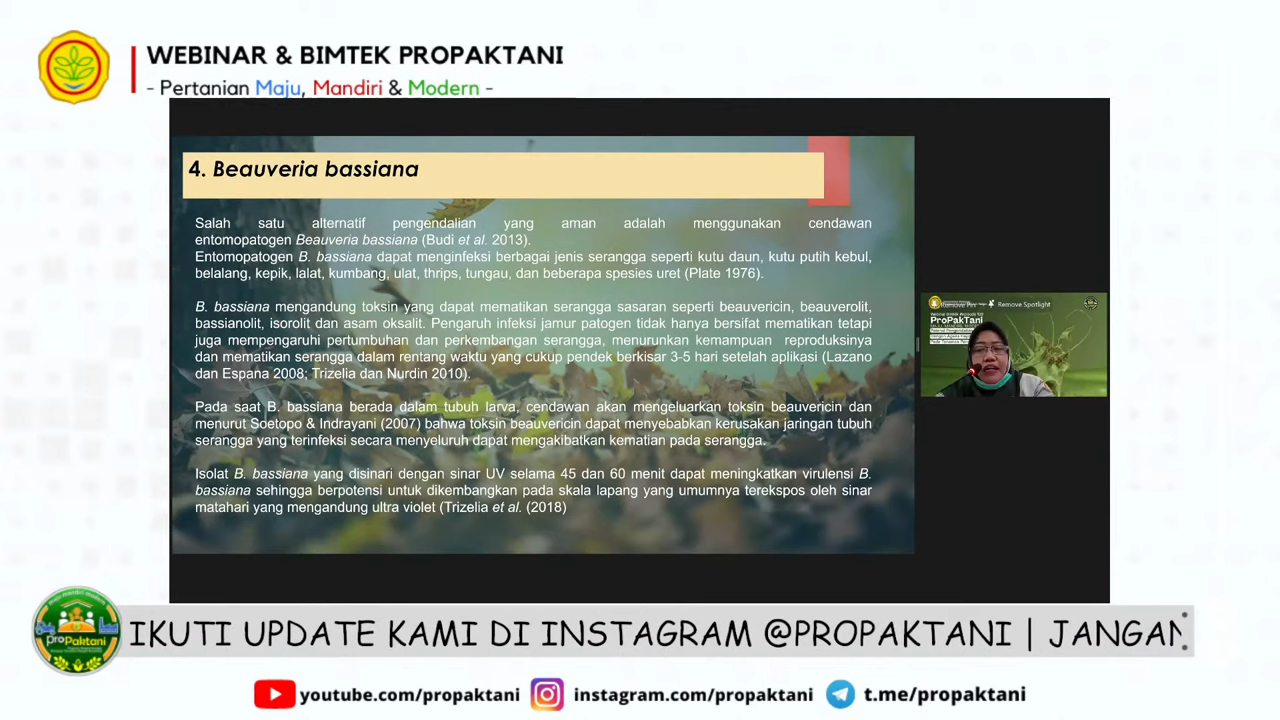 WEBINAR & BIMTEK PROPAKTANI
- Pertanian Maju, Mandiri & Modern -
4. Beauveria bassiana
Salah satu alternatif pengendalian yang aman adalah menggunakan cendawan
entomopatogen Beauveria bassiana (Budi et al. 2013).
Entomopatogen B. bassiana dapat menginfeksi berbagai jenis serangga seperti kutu daun, kutu putih kebul,
belalang, kepik, lalat, kumbang, ulat, thrips, tungau, dan beberapa spesies uret (Plate 1976).
B. bassiana mengandung toksin yang dapat mematikan serangga sasaran seperti beauvericin, beauverolit,
bassianolit, isorolit dan asam oksalit. Pengaruh infeksi jamur patogen tidak hanya bersifat mematikan tetapi
juga mempengaruhi pertumbuhan dan perkembangan serangga, menurunkan kemampuan reproduksinya
dan mematikan serangga dalam rentang waktu yang cukup pendek berkisar 3-5 hari setelah aplikasi (Lazano
dan Espana 2008; Trizelia dan Nurdin 2010).
Pada saat B. bassiana berada dalam tubuh larva, cendawan akan mengeluarkan toksin beauvericin dan
menurut Soetopo & Indrayani (2007) bahwa toksin beauvericin dapat menyebabkan kerusakan jaringan tubuh
serangga yang terinfeksi secara menyeluruh dapat mengakibatkan kematian pada serangga.
Isolat B. bassiana yang disinari dengan sinar UV selama 45 dan 60 menit dapat meningkatkan virulensi B.
bassiana sehingga berpotensi untuk dikembangkan pada skala lapang yang umumnya terekspos oleh sinar
matahari yang mengandung ultra violet (Trizelia et al. (2018)
Remove Spotlight
ProPakTani
proPaktani
IKUTI UPDATE KAMI DI INSTAGRAM @PROPAKTANI | JANGAN
youtube.com/propaktani
instagram.com/propaktani
t.me/propaktani